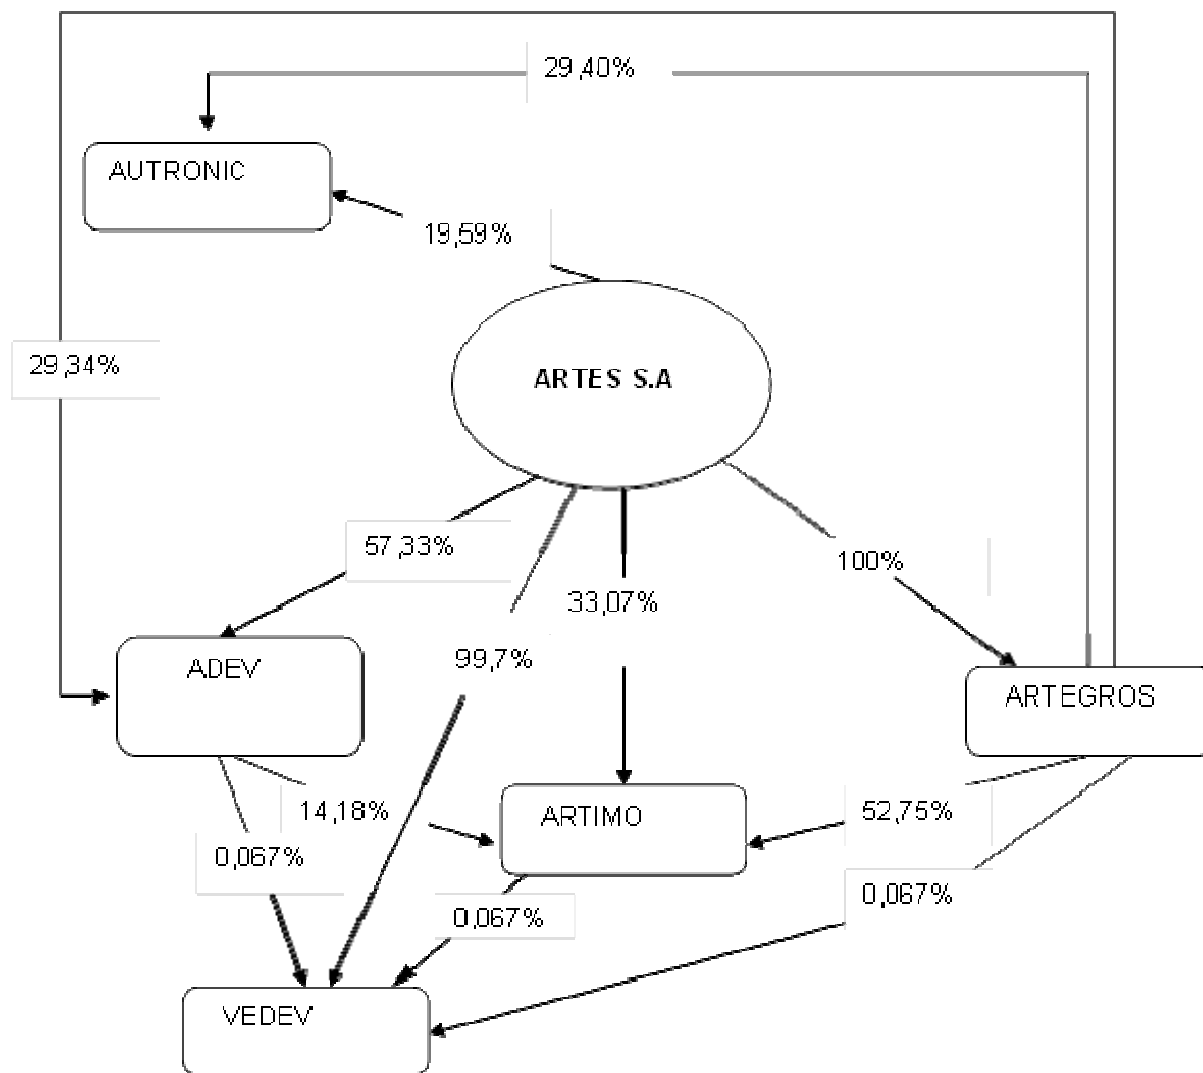 29,40%
AUTRONIC
19,59%
29,34%
ARTES S.A
57,33%
100%
33,07%
99,7%
ADEV
ARTEGROS
14,18%
ARTIMO
52,75%
0,067%
0,067%
0,067%
VEDEV